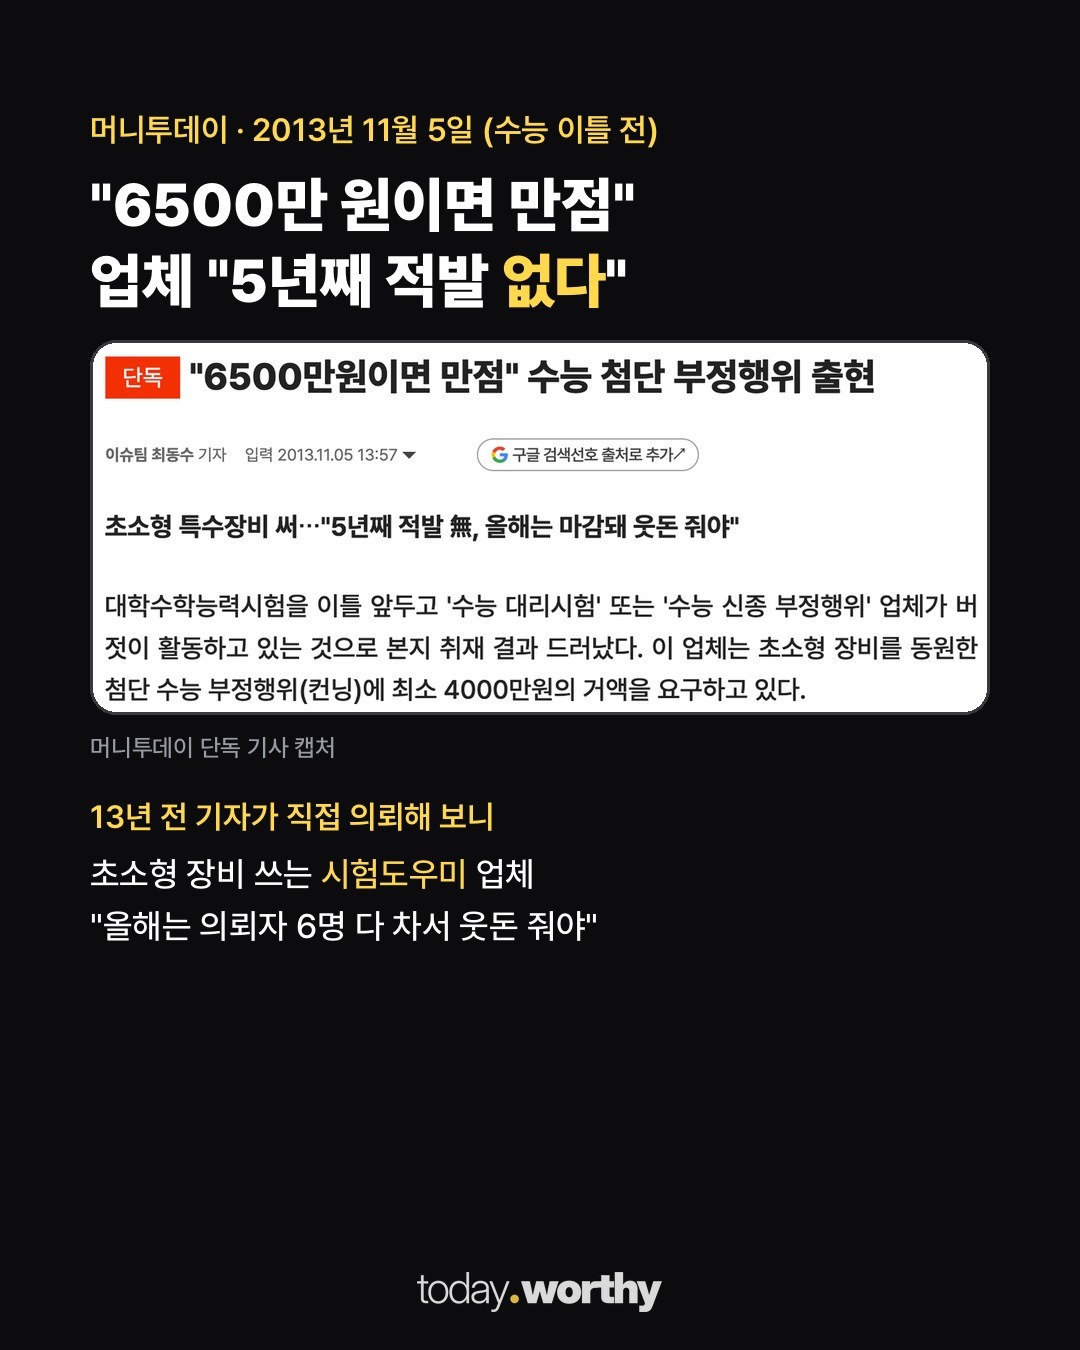 머니투데이 · 2013년 11월 5일 (수능 이틀 전)
"6500만 원이면 만점"
업체 "5년째 적발 없다"
단독 "6500만원이면 만점" 수능 첨단 부정행위 출현
이슈팀 최동수 기자 입력 2013.11.05 13:57 ▼ G 구글 검색선호 출처로 추가↗
초소형 특수장비 써…"5년째 적발 無, 올해는 마감돼 웃돈 줘야"
대학수학능력시험을 이틀 앞두고 '수능 대리시험' 또는 '수능 신종 부정행위' 업체가 버
젓이 활동하고 있는 것으로 본지 취재 결과 드러났다. 이 업체는 초소형 장비를 동원한
첨단 수능 부정행위(컨닝)에 최소 4000만원의 거액을 요구하고 있다.
머니투데이 단독 기사 캡처
13년 전 기자가 직접 의뢰해 보니
초소형 장비 쓰는 시험도우미 업체
"올해는 의뢰자 6명 다 차서 웃돈 줘야"
today.worthy